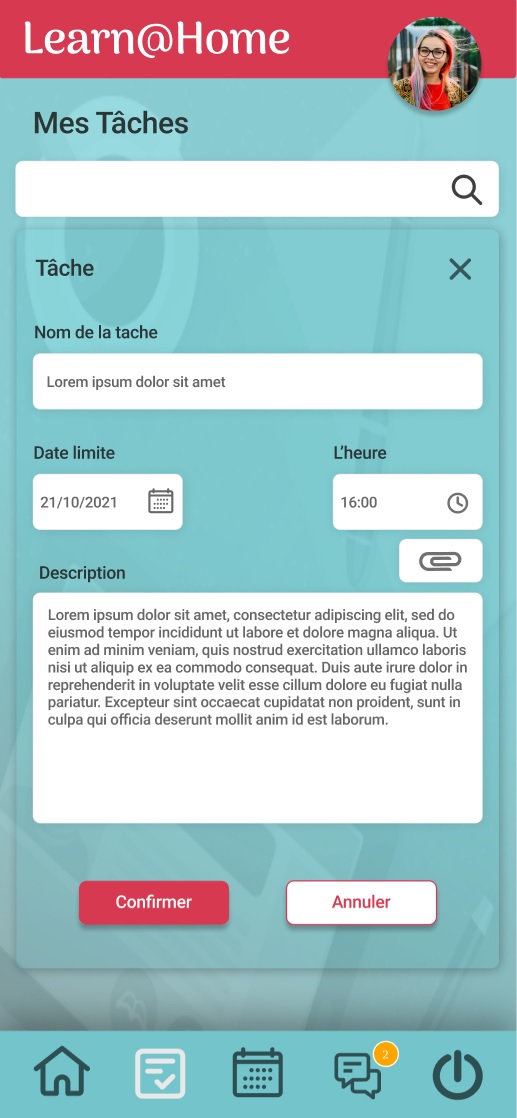 Learn@Home
Mes Tâches
Tâche
Nom de la tache
Lorem ipsum dolor sit amet
Date limite
L'heure
21/10/2021
16:00
Description
Lorem ipsum dolor sit amet, consectetur adipiscing elit, sed do
eiusmod tempor incididunt ut labore et dolore magna aliqua. Ut
enim ad minim veniam, quis nostrud exercitation ullamco laboris
nisi ut aliquip ex ea commodo consequat. Duis aute irure dolor in
reprehenderit in voluptate velit esse cillum dolore eu fugiat nulla
pariatur. Excepteur sint occaecat cupidatat non proident, sunt in
culpa qui officia deserunt mollit anim id est laborum.
Confirmer
Annuler
2